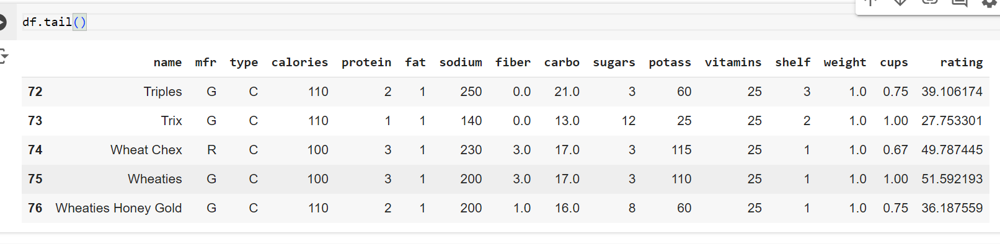 df.tail()
name mfr type calories protein fat sodium fiber carbo sugars potass vitamins shelf weight cups rating
72 Triples G C 110 2 1 250 0.0 21.0 3 60 25 3 1.0 0.75 39.106174
73 Trix G C 110 1 1 140 0.0 13.0 12 25 25 2 1.0 1.00 27.753301
74 Wheat Chex R C 100 3 1 230 3.0 17.0 3 115 25 1 1.0 0.67 49.787445
75 Wheaties G C 100 3 1 200 3.0 17.0 3 110 25 1 1.0 1.00 51.592193
76 Wheaties Honey Gold G C 110 2 1 200 1.0 16.0 8 60 25 1 1.0 0.75 36.187559